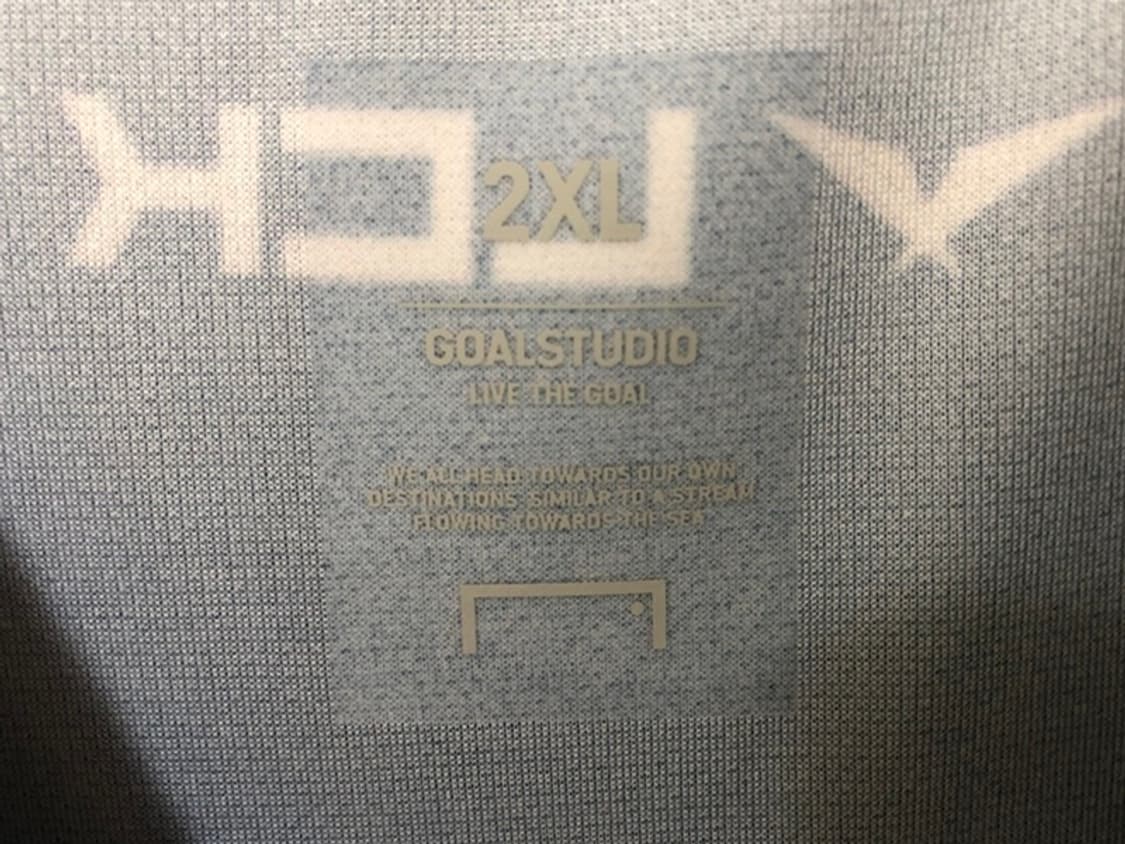 LCK
2XL
GOALSTUDIO
LIVE THE GOAL
WE ALL HEAD TOWARDS OUR OWN
DESTINATIONS, SIMILAR TO A STREAM
FLOWING TOWARDS THE SEA